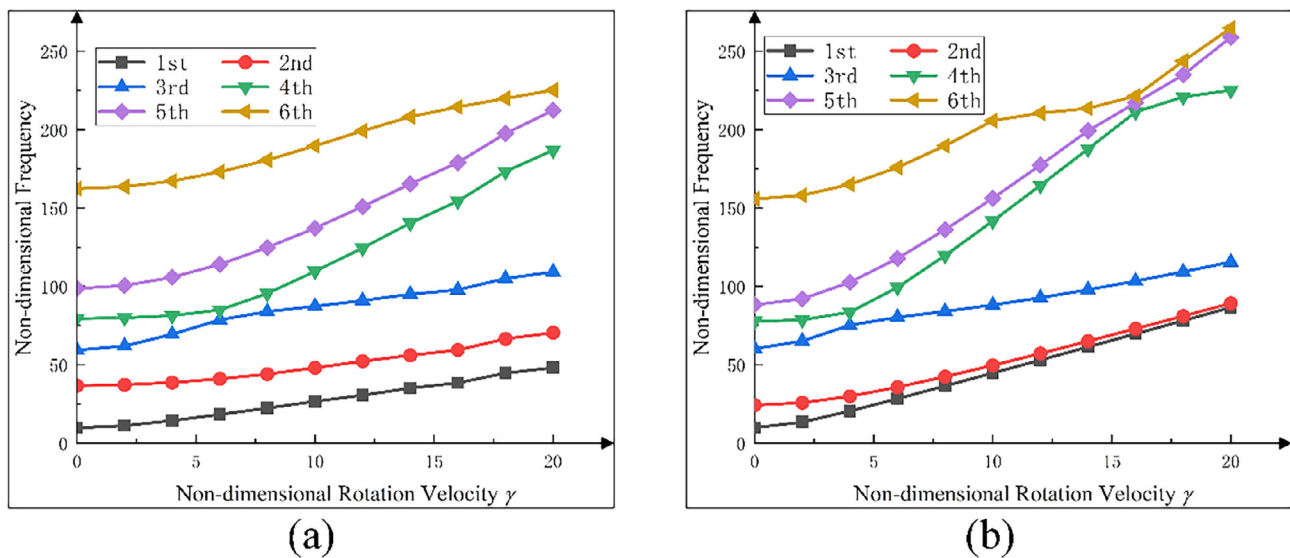 250
200
150
100
50
0
Non-dimensional Frequency
1st 2nd
3rd 4th
5th 6th
0 5 10 15 20
Non-dimensional Rotation Velocity γ
(a)
250
200
150
100
50
0
Non-dimensional Frequency
1st 2nd
3rd 4th
5th 6th
0 5 10 15 20
Non-dimensional Rotation Velocity γ
(b)